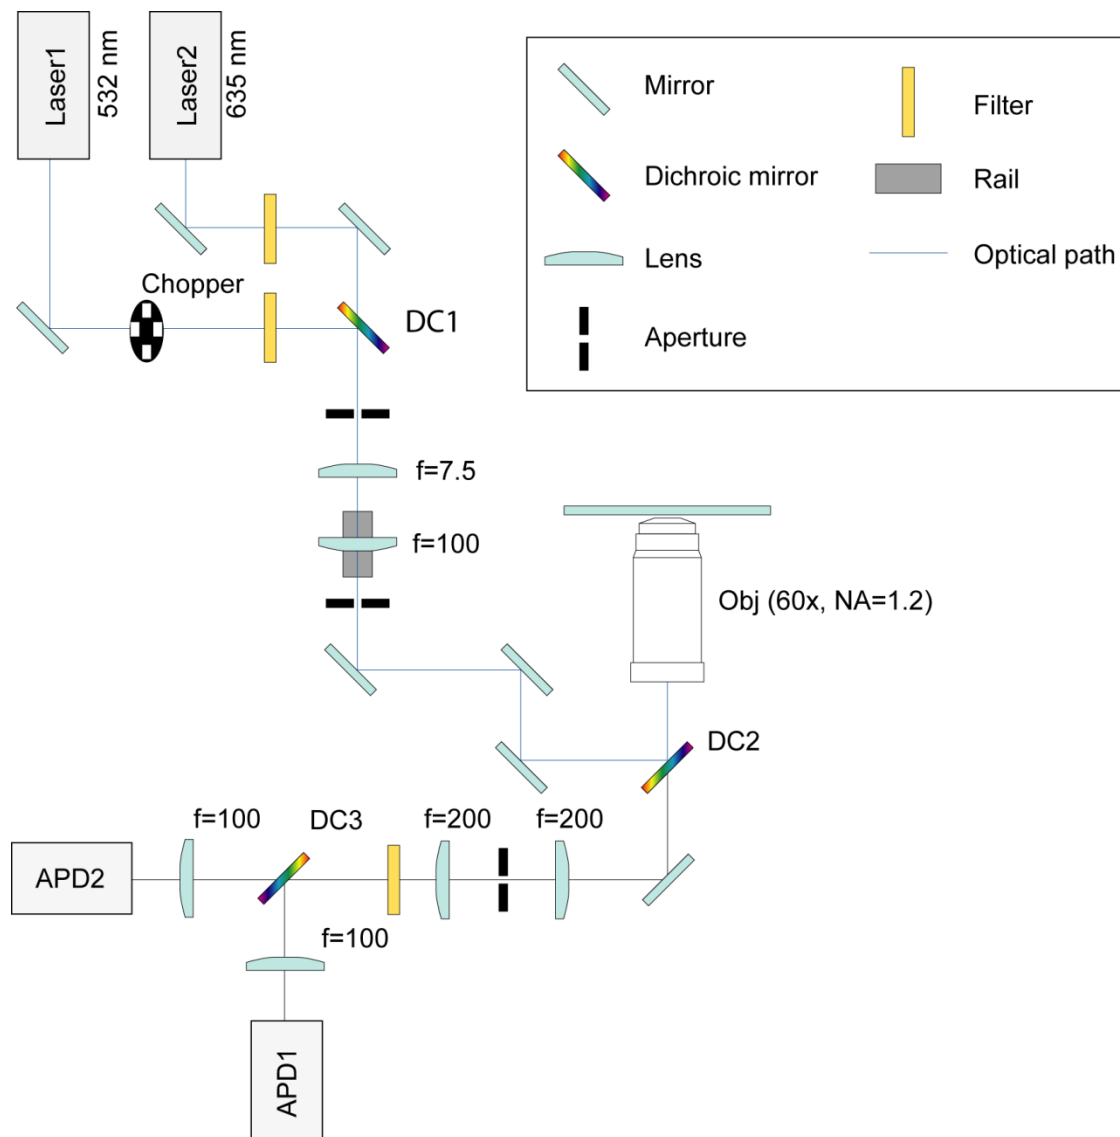 Laser1
532 nm
Laser2
635 nm
Mirror
Filter
Dichroic mirror
Rail
Lens
Optical path
Aperture
Chopper
DC1
f=7.5
f=100
Obj (60x, NA=1.2)
DC2
f=100
DC3
f=200
f=200
APD2
f=100
APD1